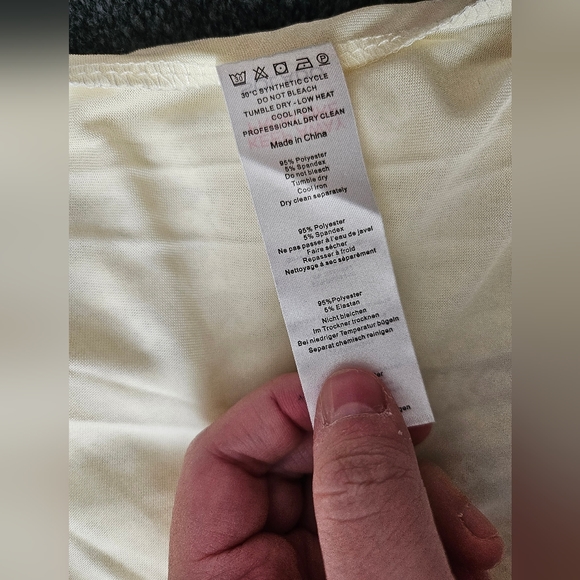 30°C SYNTHETIC CYCLE
DO NOT BLEACH
TUMBLE DRY - LOW HEAT
COOL IRON
PROFESSIONAL DRY CLEAN
Made in China
95% Polyester
5% Spandex
Do not bleach
Tumble dry
Cool iron
Dry clean separately
95% Polyester
5% Spandex
Ne pas passer à l'eau de javel
Faire sécher
Repasser à froid
Nettoyage à sec séparément
95%Polyester
5% Elastan
Nicht bleichen
Im Trockner trocknen
Bei niedriger Temperatur bügeln
Separat chemisch reinigen